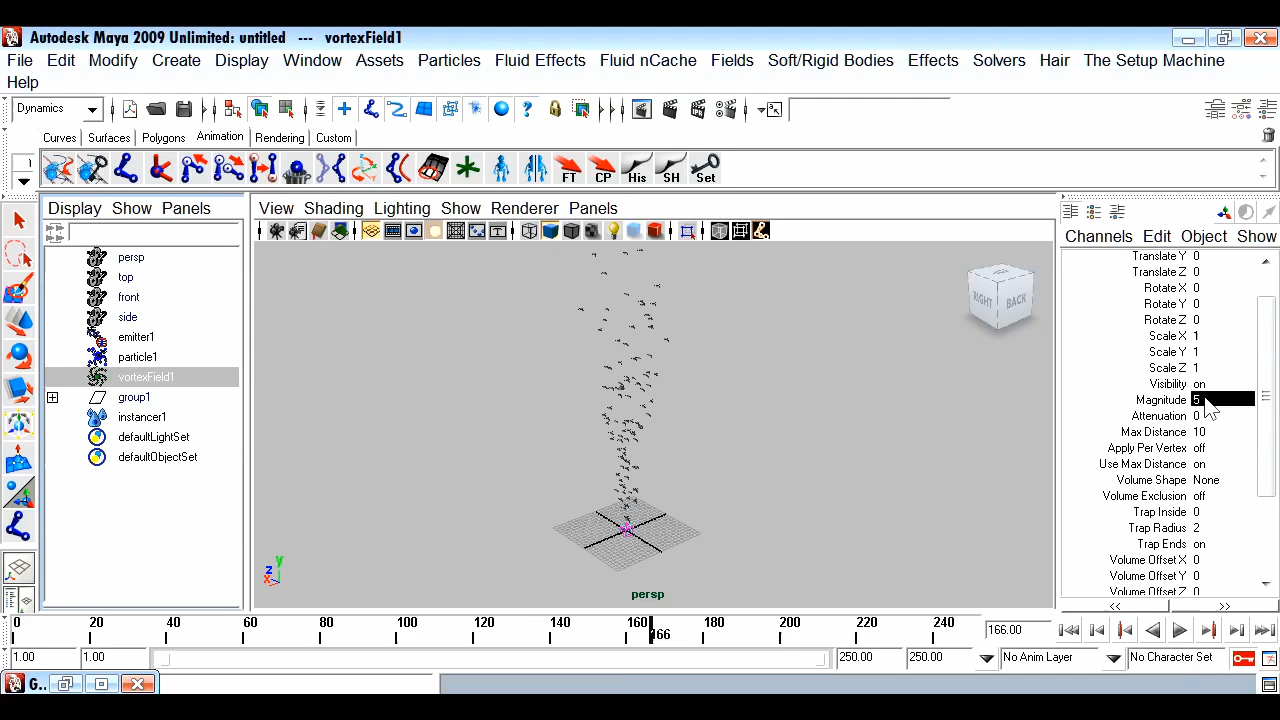 Autodesk Maya 2009 Unlimited: untitled --- vortexField1
File Edit Modify Create Display Window Assets Particles Fluid Effects Fluid nCache Fields Soft/Rigid Bodies Effects Solvers Hair The Setup Machine
Help
Dynamics
Curves Surfaces Polygons Animation Rendering Custom
FT CP His SH Set
Display Show Panels
View Shading Lighting Show Renderer Panels
Channels Edit Object Show
persp
top
front
side
emitter1
particle1
vortexField1
group1
instancer1
defaultLightSet
defaultObjectSet
RIGHT BACK
y
z
x
persp
Translate Y 0
Translate Z 0
Rotate X 0
Rotate Y 0
Rotate Z 0
Scale X 1
Scale Y 1
Scale Z 1
Visibility on
Magnitude 5
Attenuation 0
Max Distance 10
Apply Per Vertex off
Use Max Distance on
Volume Shape None
Volume Exclusion off
Trap Inside 0
Trap Radius 2
Trap Ends on
Volume Offset X 0
Volume Offset Y 0
Volume Offset Z 0
<< >>
0 20 40 60 80 100 120 140 160 180 200 220 240
166
166.00
1.00 1.00 250.00 250.00 No Anim Layer No Character Set
G..